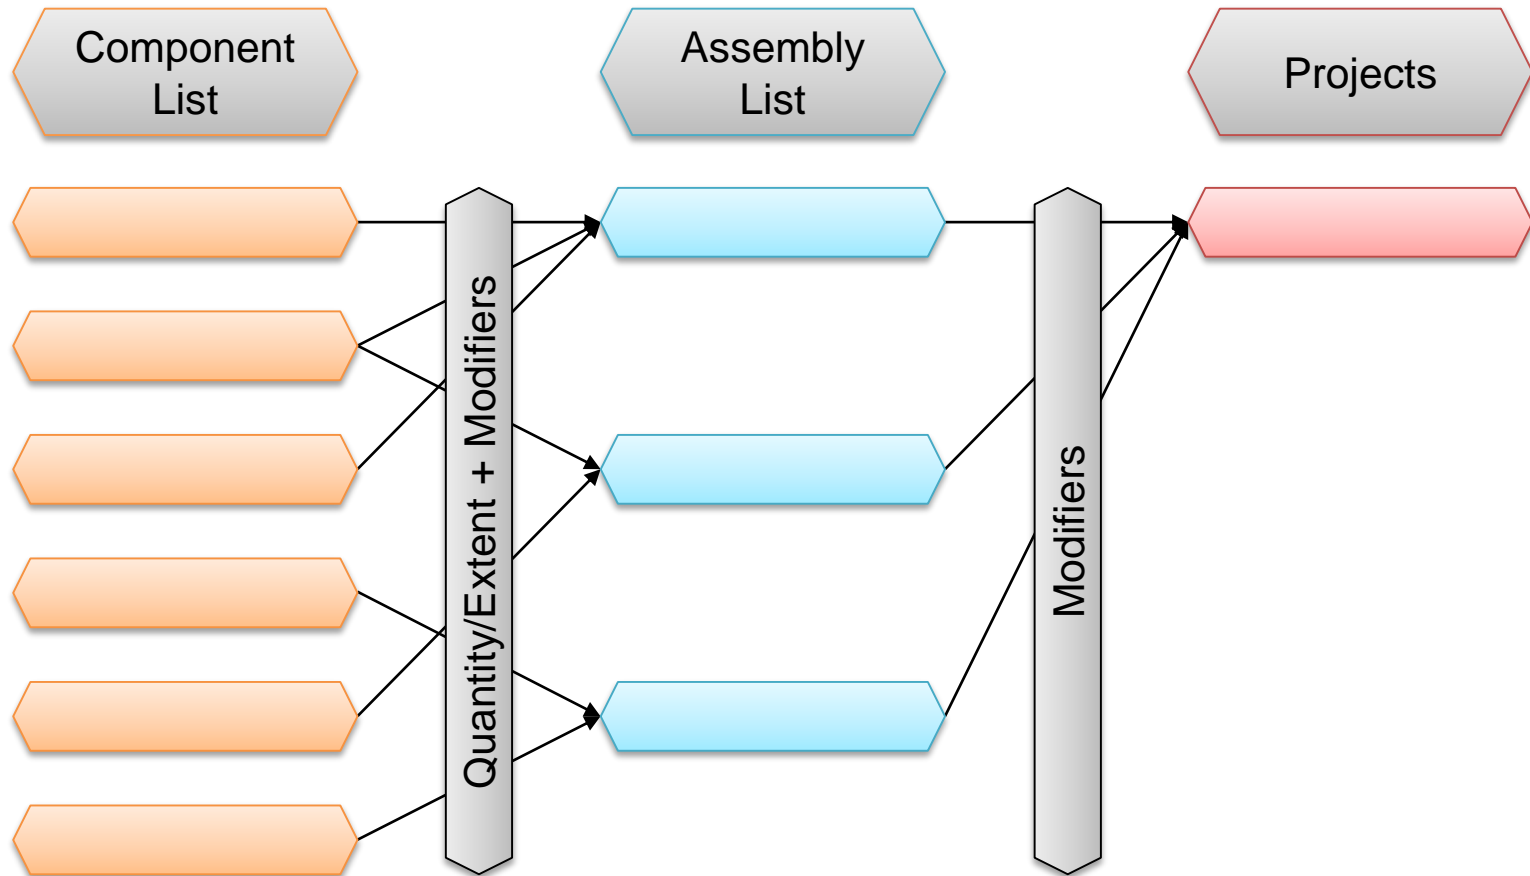 Component
List
Assembly
List
Projects
Quantity/Extent + Modifiers
Modifiers